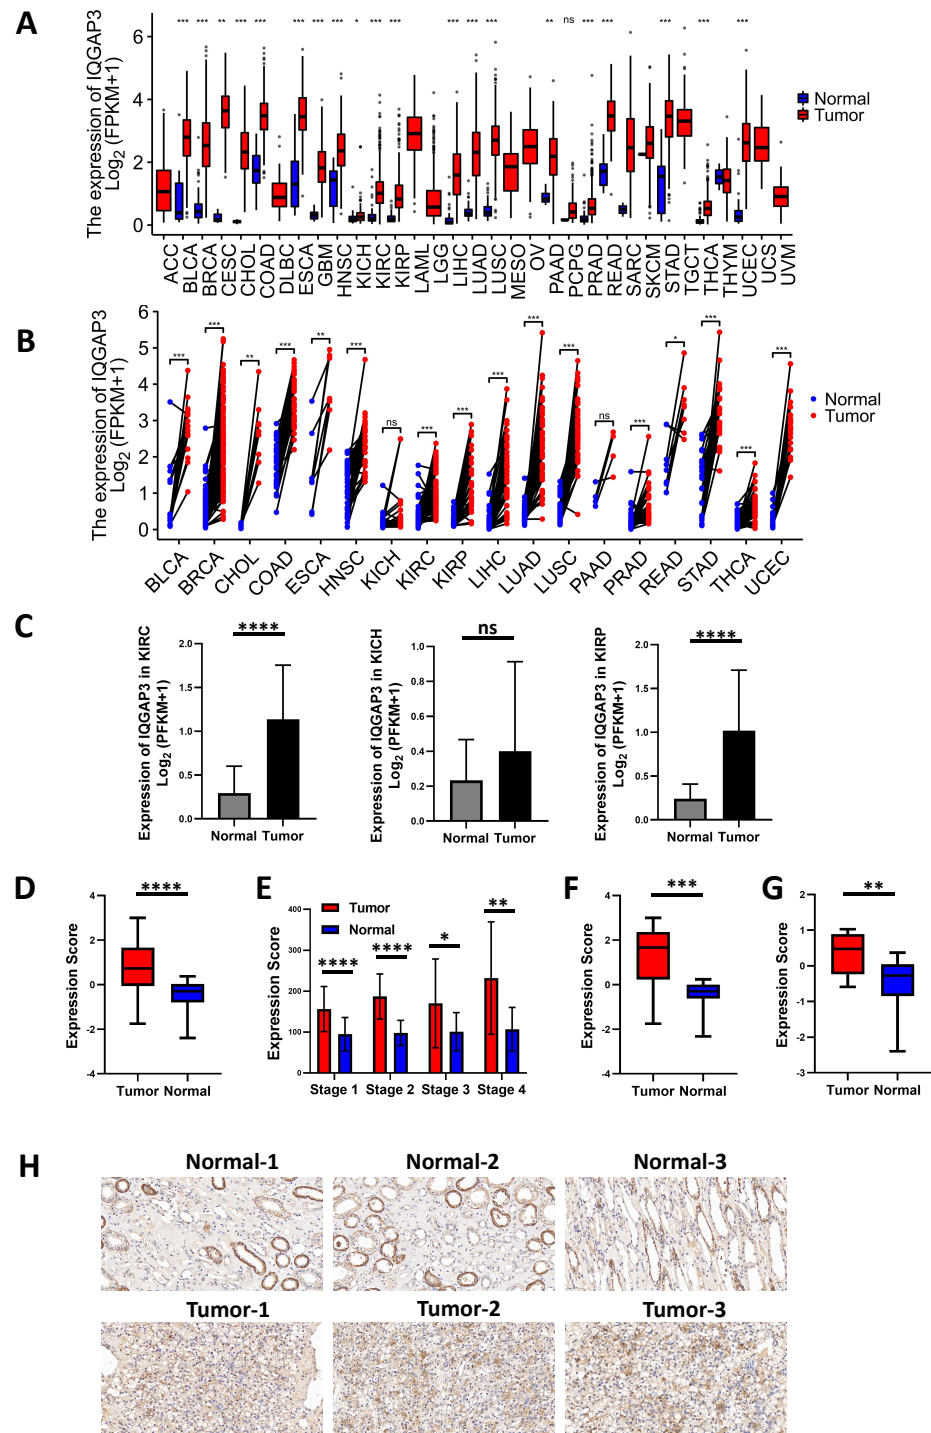 A
The expression of IQGAP3
Log2 (FPKM+1)
6
4
2
0
*** *** ** *** *** *** *** *** * *** *** *** *** *** ** ns *** *** *** *** ***
Normal
Tumor
ACC BLCA BRCA CESC CHOL COAD DLBC ESCA GBM HNSC KICH KIRC KIRP LAML LGG LIHC LUAD LUSC MESO OV PAAD PCPG PRAD READ SARC SKCM STAD TGCT THCA THYM UCEC UCS UVM
B
The expression of IQGAP3
Log2 (FPKM+1)
6
5
4
3
2
1
0
*** *** ** *** ** *** ns *** *** *** *** *** ns *** * *** *** ***
Normal
Tumor
BLCA BRCA CHOL COAD ESCA HNSC KICH KIRC KIRP LIHC LUAD LUSC PAAD PRAD READ STAD THCA UCEC
C
Expression of IQGAP3 in KIRC
Log2 (PFKM+1)
2.0
1.5
1.0
0.5
0.0
****
Normal Tumor
Expression of IQGAP3 in KICH
Log2 (PFKM+1)
1.0
0.8
0.6
0.4
0.2
0.0
ns
Normal Tumor
Expression of IQGAP3 in KIRP
Log2 (PFKM+1)
2.0
1.5
1.0
0.5
0.0
****
Normal Tumor
D
Expression Score
4
2
0
-2
-4
****
Tumor Normal
E
Expression Score
400
300
200
100
0
Tumor
Normal
**** **** * **
Stage 1 Stage 2 Stage 3 Stage 4
F
Expression Score
4
2
0
-2
-4
***
Tumor Normal
G
Expression Score
2
1
0
-1
-2
-3
**
Tumor Normal
H
Normal-1 Normal-2 Normal-3
Tumor-1 Tumor-2 Tumor-3